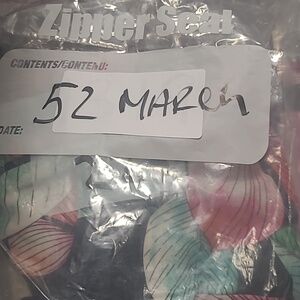 Zipper Seal
CONTENTS/CONTENU:
52 MARCH
DATE: